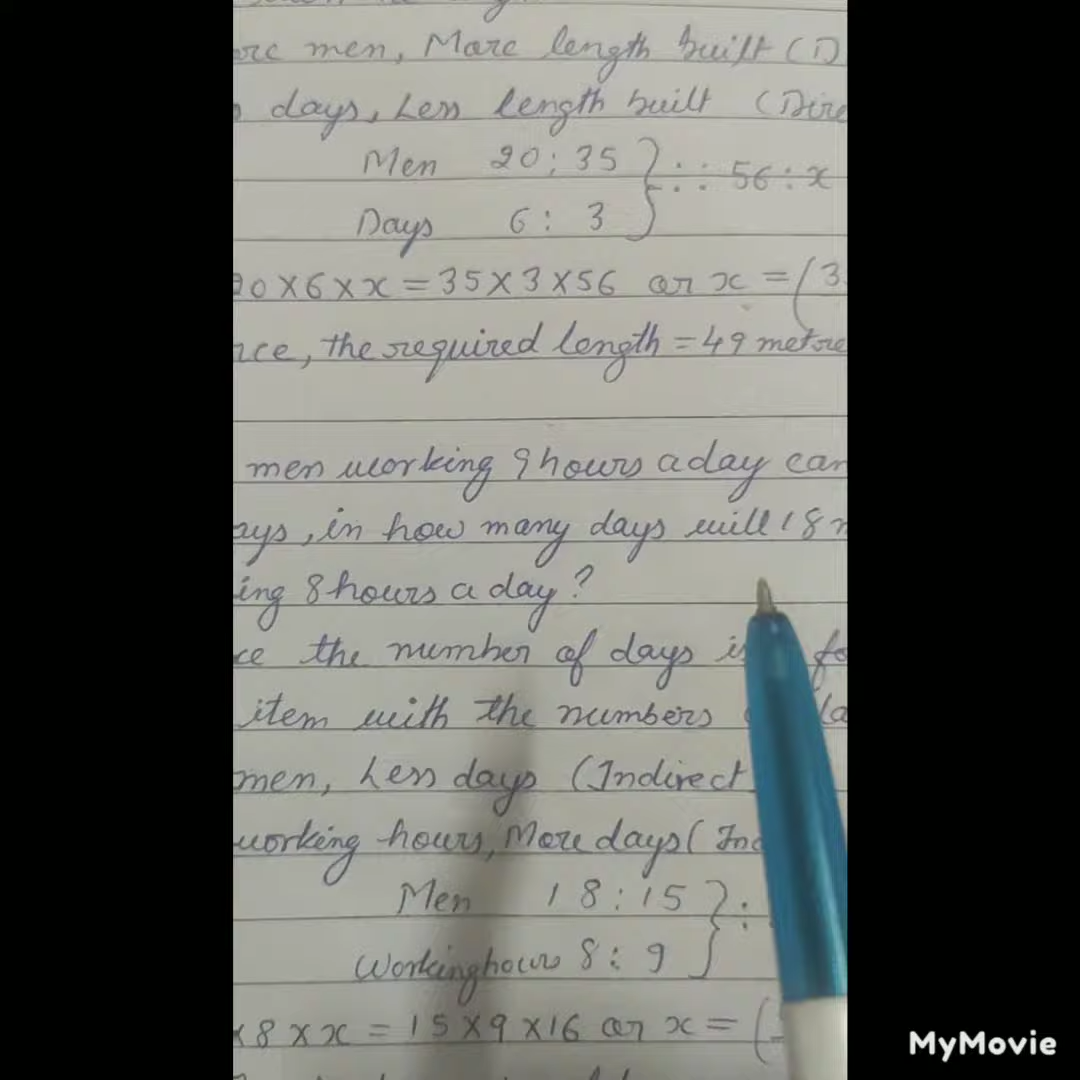 men, More length built (D
days, Less length built (Dire
Men 20 : 35 } :: 56 : x
Days 6 : 3
20 × 6 × x = 35 × 3 × 56 or x = ( 3
nce, the required length = 49 metre
men working 9 hours a day can
ays, in how many days will 18 m
ing 8 hours a day?
ce the number of days is fo
item with the numbers
men, Less days (Indirect
working hours, More days (Ind
Men 18 : 15 } :
Working hours 8 : 9
× 8 × x = 15 × 9 × 16 or x = (
MyMovie